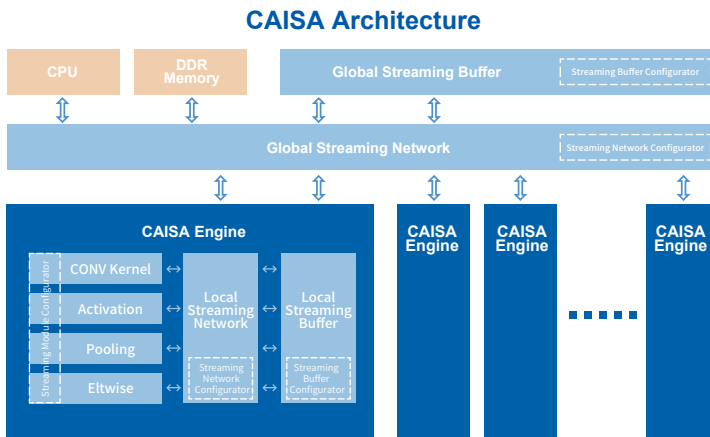 CAISA Architecture
CPU
DDR
Memory
Global Streaming Buffer
Streaming Buffer Configurator
Global Streaming Network
Streaming Network Configurator
CAISA Engine
Streaming Module Configurator
CONV Kernel
Activation
Pooling
Eltwise
Local
Streaming
Network
Streaming
Network
Configurator
Local
Streaming
Buffer
Streaming
Buffer
Configurator
CAISA
Engine
CAISA
Engine
CAISA
Engine